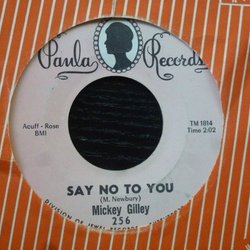 Paula Records
Acuff - Rose
BMI
TM 1814
Time 2:02
SAY NO TO YOU
(M. Newbury)
Mickey Gilley
256
DIVISION OF JEWEL RECORDS